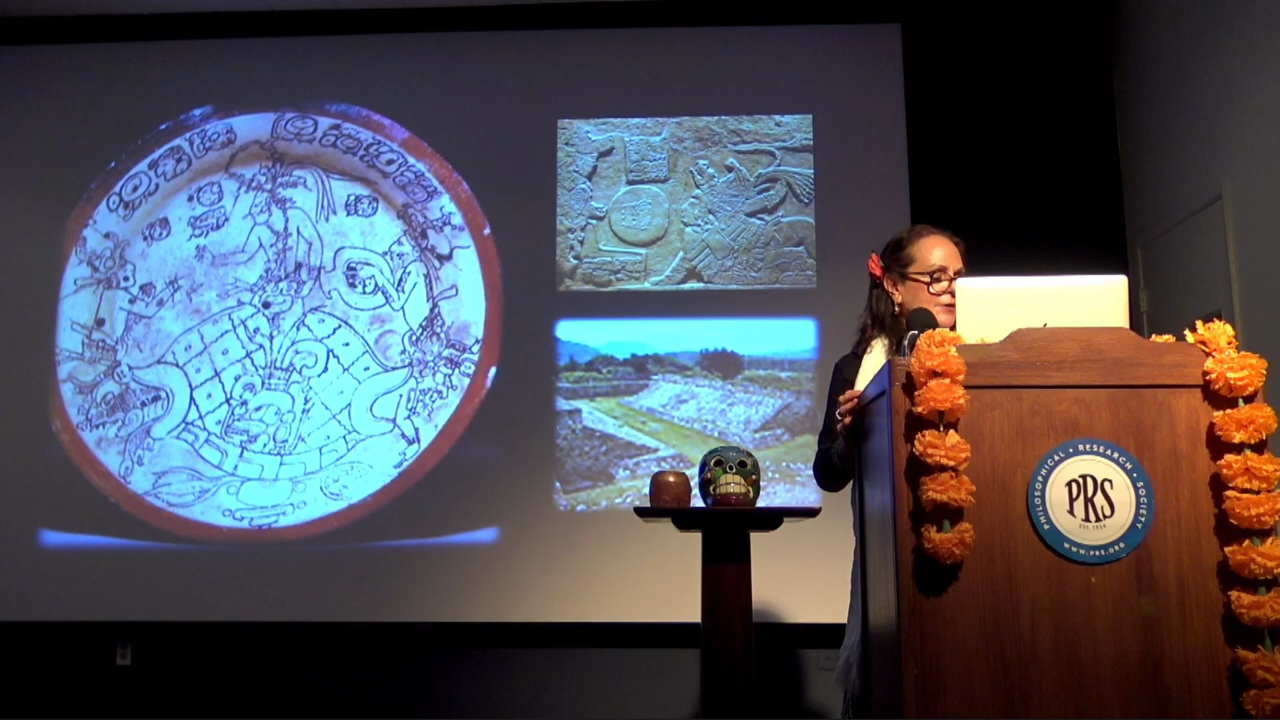 PHILOSOPHICAL • RESEARCH • SOCIETY
PRS
EST. 1934
WWW.PRS.ORG